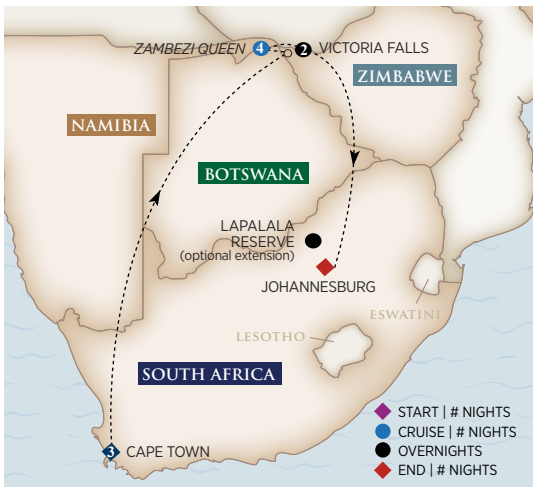 ZAMBEZI QUEEN 4 2 VICTORIA FALLS
ZIMBABWE
NAMIBIA
BOTSWANA
LAPALALA
RESERVE
(optional extension)
JOHANNESBURG
ESWATINI
LESOTHO
SOUTH AFRICA
3 CAPE TOWN
START | # NIGHTS
CRUISE | # NIGHTS
OVERNIGHTS
END | # NIGHTS